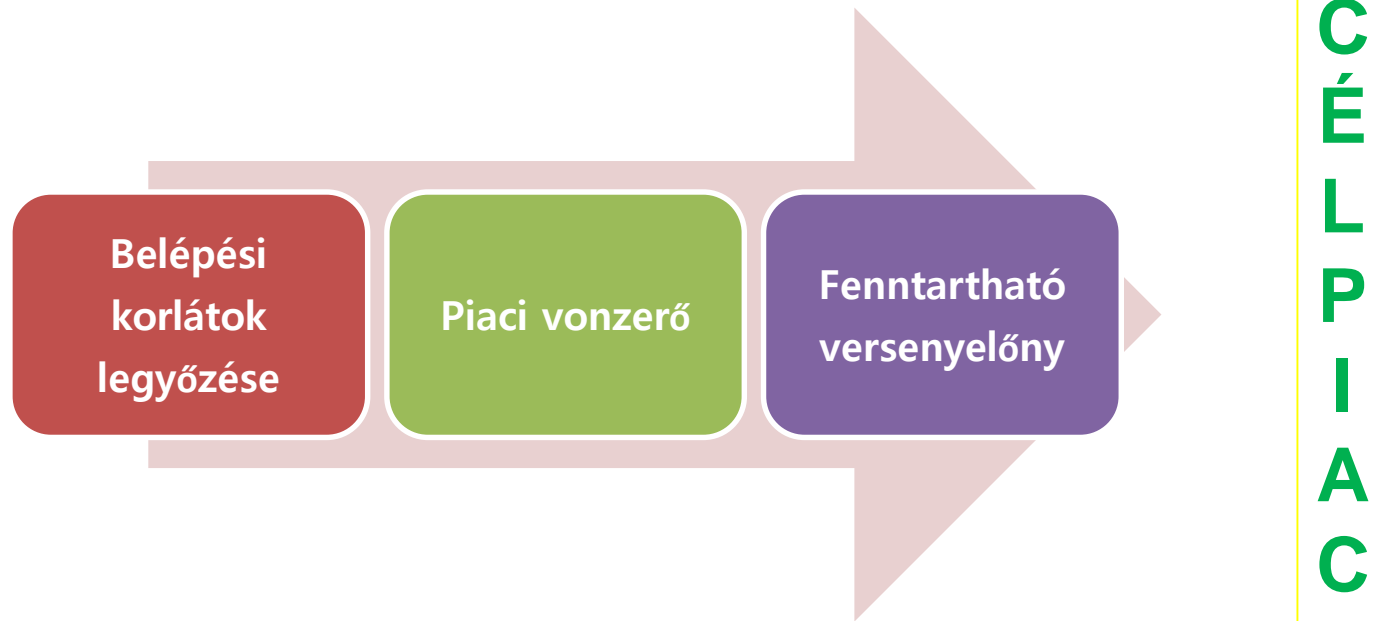 Belépési
korlátok
legyőzése
Piaci vonzerő
Fenntartható
versenyelőny
C
É
L
P
I
A
C